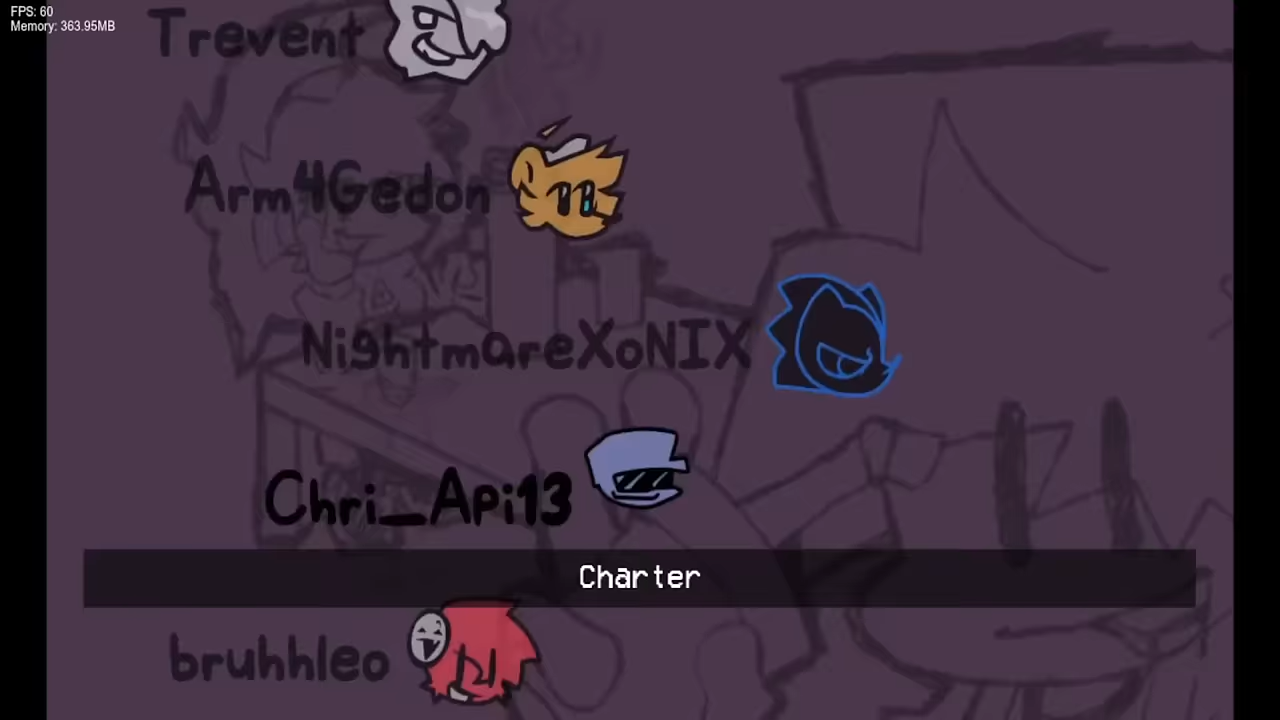 FPS: 60
Memory: 363.95MB
Trevent
Arm4Gedon
NightmareXoNIX
Chri_Api13
Charter
bruhhleo